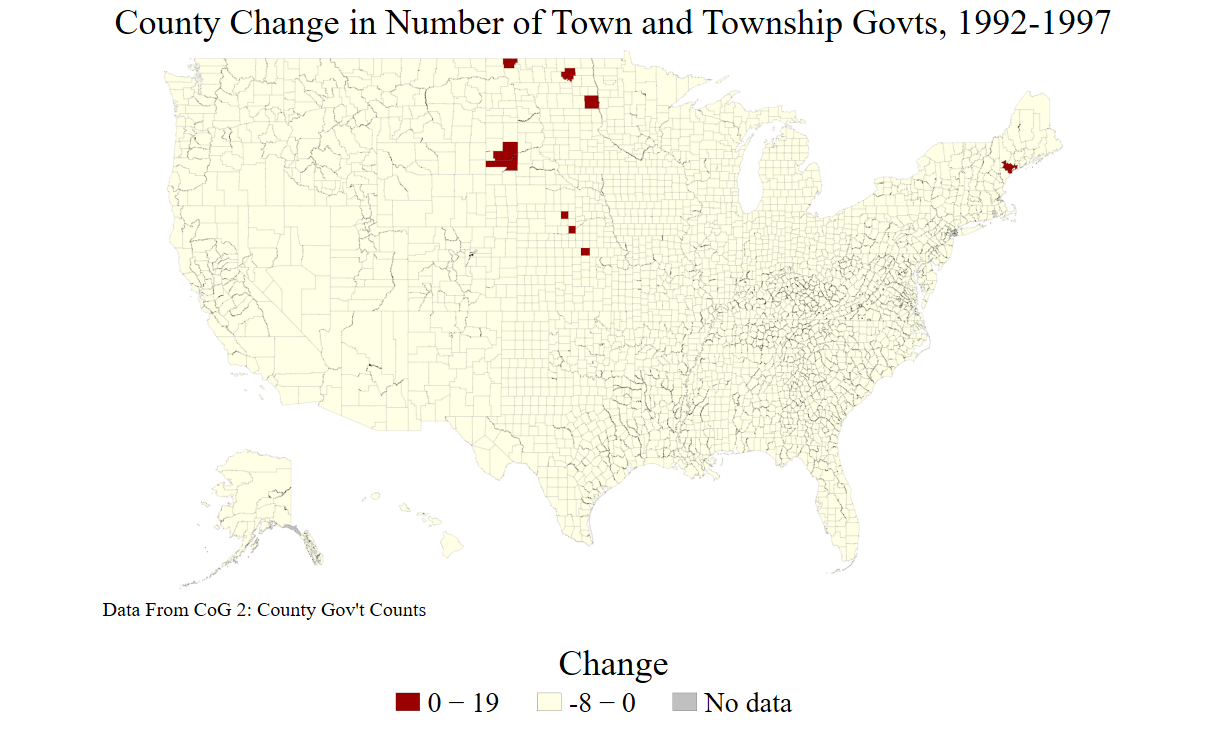 County Change in Number of Town and Township Govts, 1992-1997
Data From CoG 2: County Gov't Counts
Change
0 − 19 -8 − 0 No data